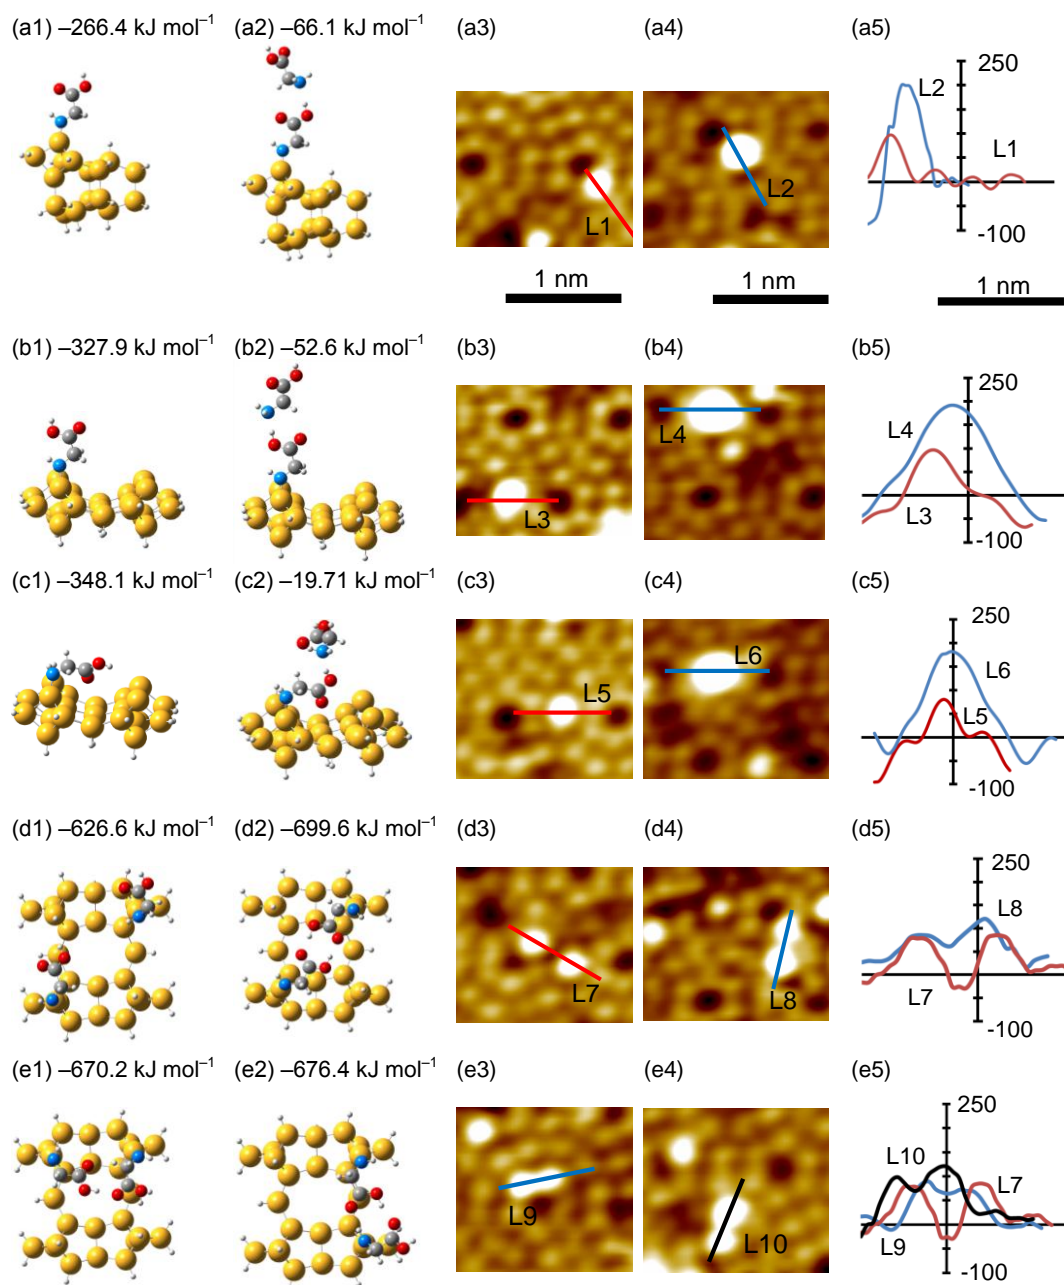 (a1) –266.4 kJ mol⁻¹ (a2) –66.1 kJ mol⁻¹ (a3) (a4) (a5)
250
L2
L1
L2
L1
-100
1 nm 1 nm 1 nm
(b1) –327.9 kJ mol⁻¹ (b2) –52.6 kJ mol⁻¹ (b3) (b4) (b5)
250
L4
L4
L3
L3
-100
(c1) –348.1 kJ mol⁻¹ (c2) –19.71 kJ mol⁻¹ (c3) (c4) (c5)
250
L5
L6
L6
L5
-100
(d1) –626.6 kJ mol⁻¹ (d2) –699.6 kJ mol⁻¹ (d3) (d4) (d5)
250
L8
L7
L8
L7
-100
(e1) –670.2 kJ mol⁻¹ (e2) –676.4 kJ mol⁻¹ (e3) (e4) (e5)
250
L10
L7
L9
L10
L9
-100